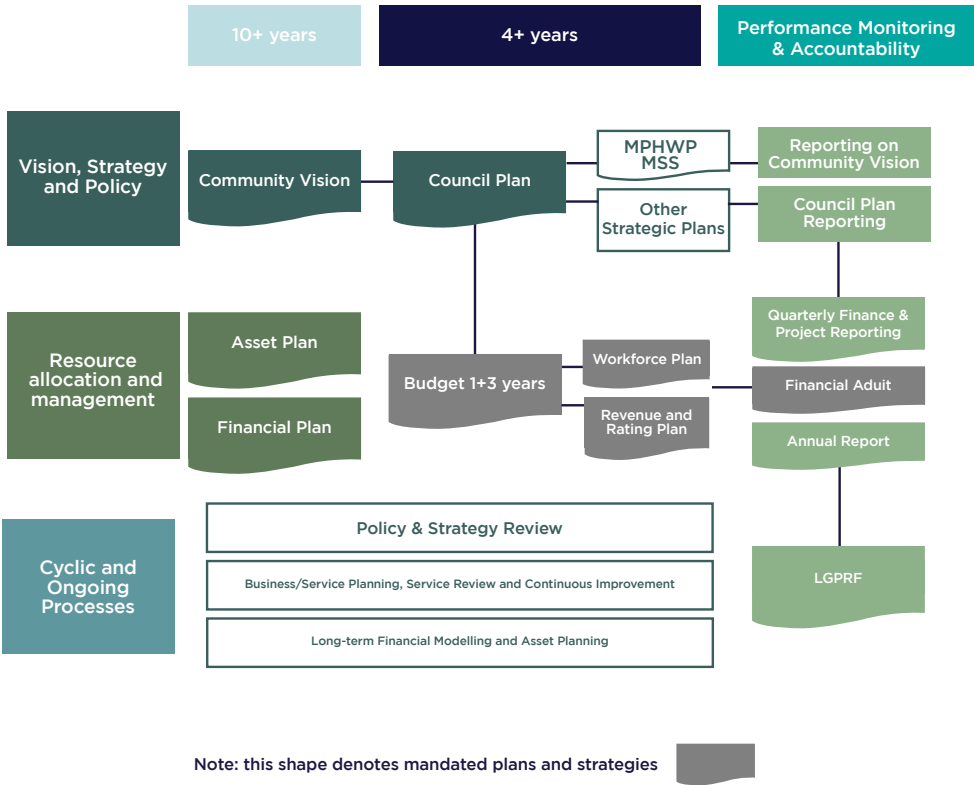 10+ years
4+ years
Performance Monitoring
& Accountability
Vision, Strategy
and Policy
Community Vision
Council Plan
MPHWP
MSS
Other
Strategic Plans
Reporting on
Community Vision
Council Plan
Reporting
Resource
allocation and
management
Asset Plan
Financial Plan
Budget 1+3 years
Workforce Plan
Revenue and
Rating Plan
Quarterly Finance &
Project Reporting
Financial Aduit
Annual Report
Cyclic and
Ongoing
Processes
Policy & Strategy Review
Business/Service Planning, Service Review and Continuous Improvement
Long-term Financial Modelling and Asset Planning
LGPRF
Note: this shape denotes mandated plans and strategies